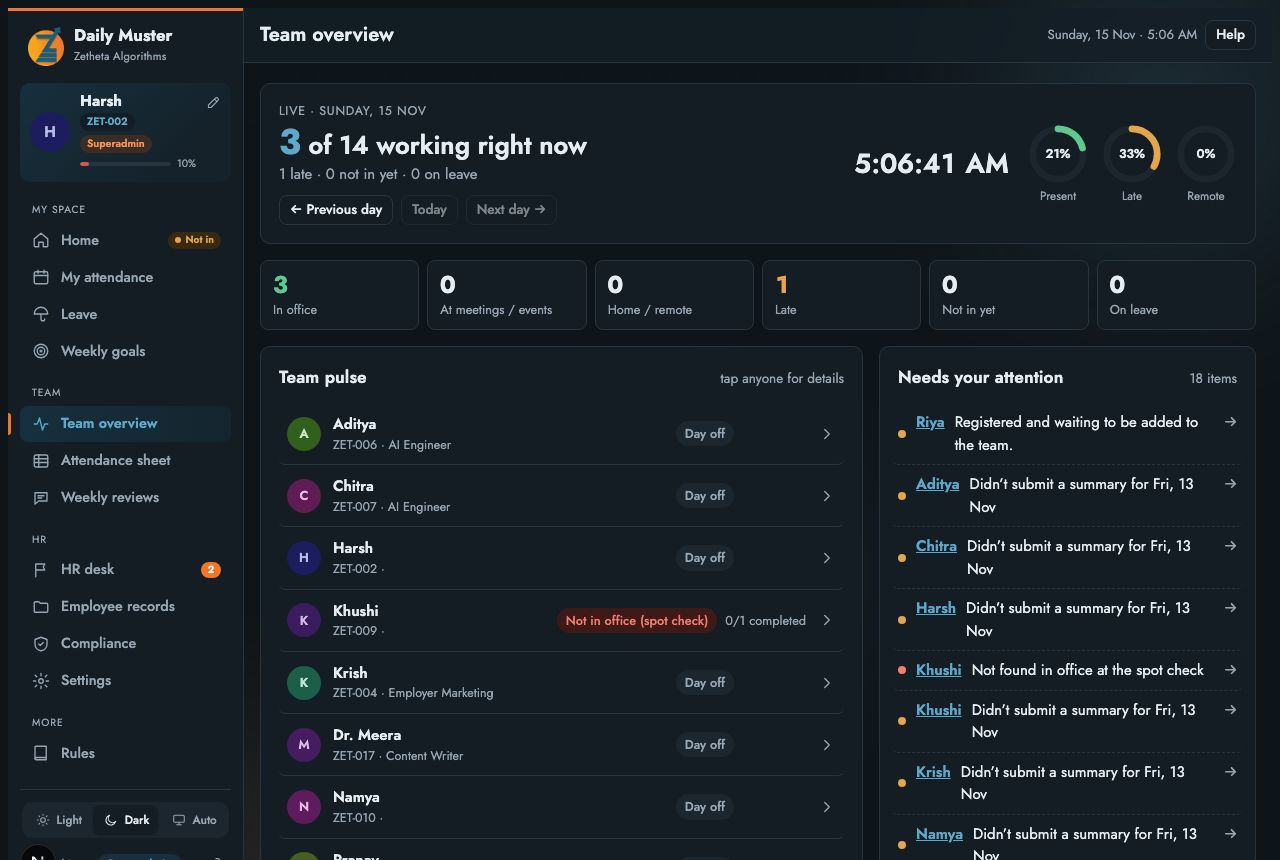 Daily Muster
Zetheta Algorithms
H
Harsh
ZET-002
Superadmin
10%
MY SPACE
Home
Not in
My attendance
Leave
Weekly goals
TEAM
Team overview
Attendance sheet
Weekly reviews
HR
HR desk
2
Employee records
Compliance
Settings
MORE
Rules
Light
Dark
Auto
Team overview
Sunday, 15 Nov · 5:06 AM
Help
LIVE · SUNDAY, 15 NOV
3 of 14 working right now
1 late · 0 not in yet · 0 on leave
← Previous day
Today
Next day →
5:06:41 AM
21%
Present
33%
Late
0%
Remote
3
In office
0
At meetings / events
0
Home / remote
1
Late
0
Not in yet
0
On leave
Team pulse
tap anyone for details
A
Aditya
ZET-006 · AI Engineer
Day off
C
Chitra
ZET-007 · AI Engineer
Day off
H
Harsh
ZET-002 ·
Day off
K
Khushi
ZET-009 ·
Not in office (spot check)
0/1 completed
K
Krish
ZET-004 · Employer Marketing
Day off
M
Dr. Meera
ZET-017 · Content Writer
Day off
N
Namya
ZET-010 ·
Day off
Needs your attention
18 items
Riya Registered and waiting to be added to
the team.
→
Aditya Didn’t submit a summary for Fri, 13
Nov
→
Chitra Didn’t submit a summary for Fri, 13
Nov
→
Harsh Didn’t submit a summary for Fri, 13
Nov
→
Khushi Not found in office at the spot check
→
Khushi Didn’t submit a summary for Fri, 13
Nov
→
Krish Didn’t submit a summary for Fri, 13
Nov
→
Namya Didn’t submit a summary for Fri, 13
Nov
→